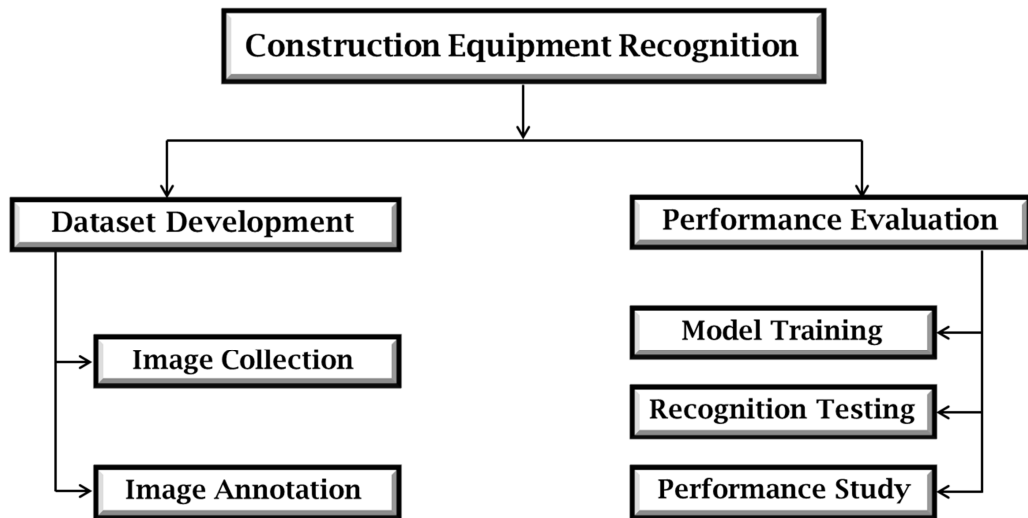 Construction Equipment Recognition
Dataset Development
Performance Evaluation
Image Collection
Image Annotation
Model Training
Recognition Testing
Performance Study